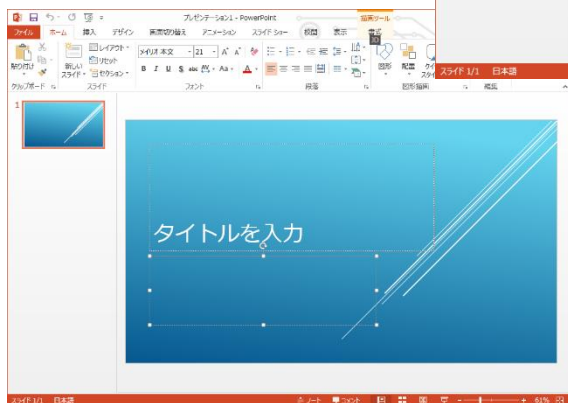 プレゼンテーション1 - PowerPoint
描画ツール
ファイル ホーム 挿入 デザイン 画面切り替え アニメーション スライド ショー 校閲 表示 書式
貼り付け
新しい
スライド
レイアウト
リセット
セクション
メイリオ 本文 21
B I U S abc AV Aa A
図形 配置
クリップボード スライド フォント 段落 図形描画 編集
スライド 1/1 日本語
1
タイトルを入力
スライド 1/1 日本語 ノート コメント 61%